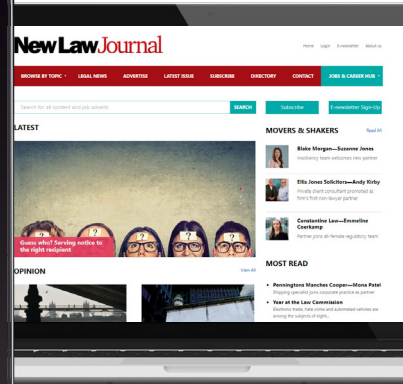 New Law Journal
Home Login E-newsletter About us
BROWSE BY TOPIC LEGAL NEWS ADVERTISE LATEST ISSUE SUBSCRIBE DIRECTORY CONTACT JOBS & CAREER HUB
Search for all content and job adverts SEARCH Subscribe E-newsletter Sign-Up
LATEST
? ? ? ? ?
Guess who? Serving notice to
the right recipient
OPINION View All
MOVERS & SHAKERS Read All
Blake Morgan—Suzanne Jones
Insolvency team welcomes new partner
Ellis Jones Solicitors—Andy Kirby
Private client consultant promoted as
firm's first non-lawyer partner
Constantine Law—Emmeline
Coerkamp
Partner joins all-female regulatory team
MOST READ
Penningtons Manches Cooper—Mona Patel
Shipping specialist joins corporate practice as partner
Year at the Law Commission
Electronic trade, hate crime and automated vehicles are
among the subjects of eight...